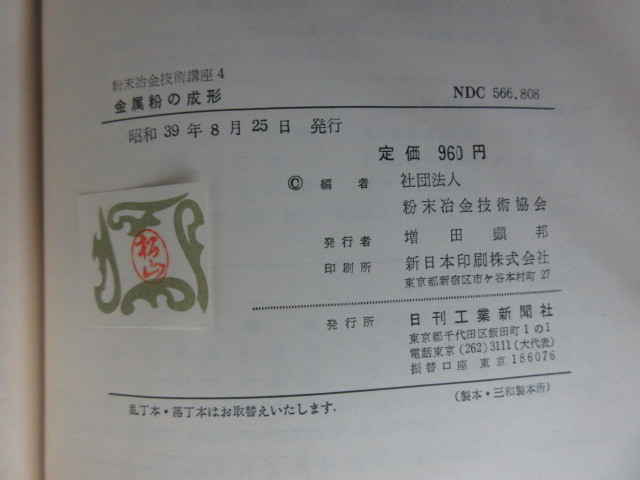 粉末冶金技術講座 4
金属粉の成形
NDC 566.808
昭和 39 年 8 月 25 日 発行
定価 960 円
© 編者 社団法人
粉末冶金技術協会
発行者 増田顕邦
印刷所 新日本印刷株式会社
東京都新宿区市ケ谷本村町 27
発行所 日刊工業新聞社
東京都千代田区飯田町 1 の 1
電話東京 (262) 3111 (大代表)
振替口座 東京 186076
乱丁本・落丁本はお取替えいたします.
(製本・三和製本所)
松山